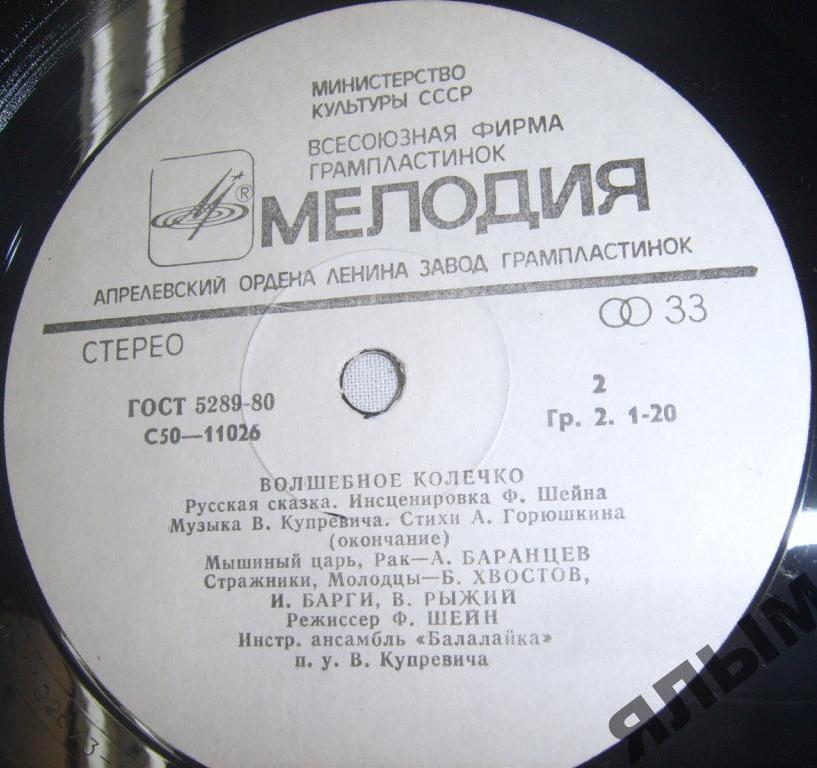 МИНИСТЕРСТВО
КУЛЬТУРЫ СССР
ВСЕСОЮЗНАЯ ФИРМА
ГРАМПЛАСТИНОК
® МЕЛОДИЯ
АПРЕЛЕВСКИЙ ОРДЕНА ЛЕНИНА ЗАВОД ГРАМПЛАСТИНОК
СТЕРЕО
33
ГОСТ 5289-80
С50—11026
2
Гр. 2. 1-20
ВОЛШЕБНОЕ КОЛЕЧКО
Русская сказка. Инсценировка Ф. Шейна
Музыка В. Купревича. Стихи А. Горюшкина
(окончание)
Мышиный царь, Рак—А. БАРАНЦЕВ
Стражники, Молодцы—Б. ХВОСТОВ,
И. БАРГИ, В. РЫЖИЙ
Режиссер Ф. ШЕЙН
Инстр. ансамбль «Балалайка»
п. у. В. Купревича
ЯЛЫМ